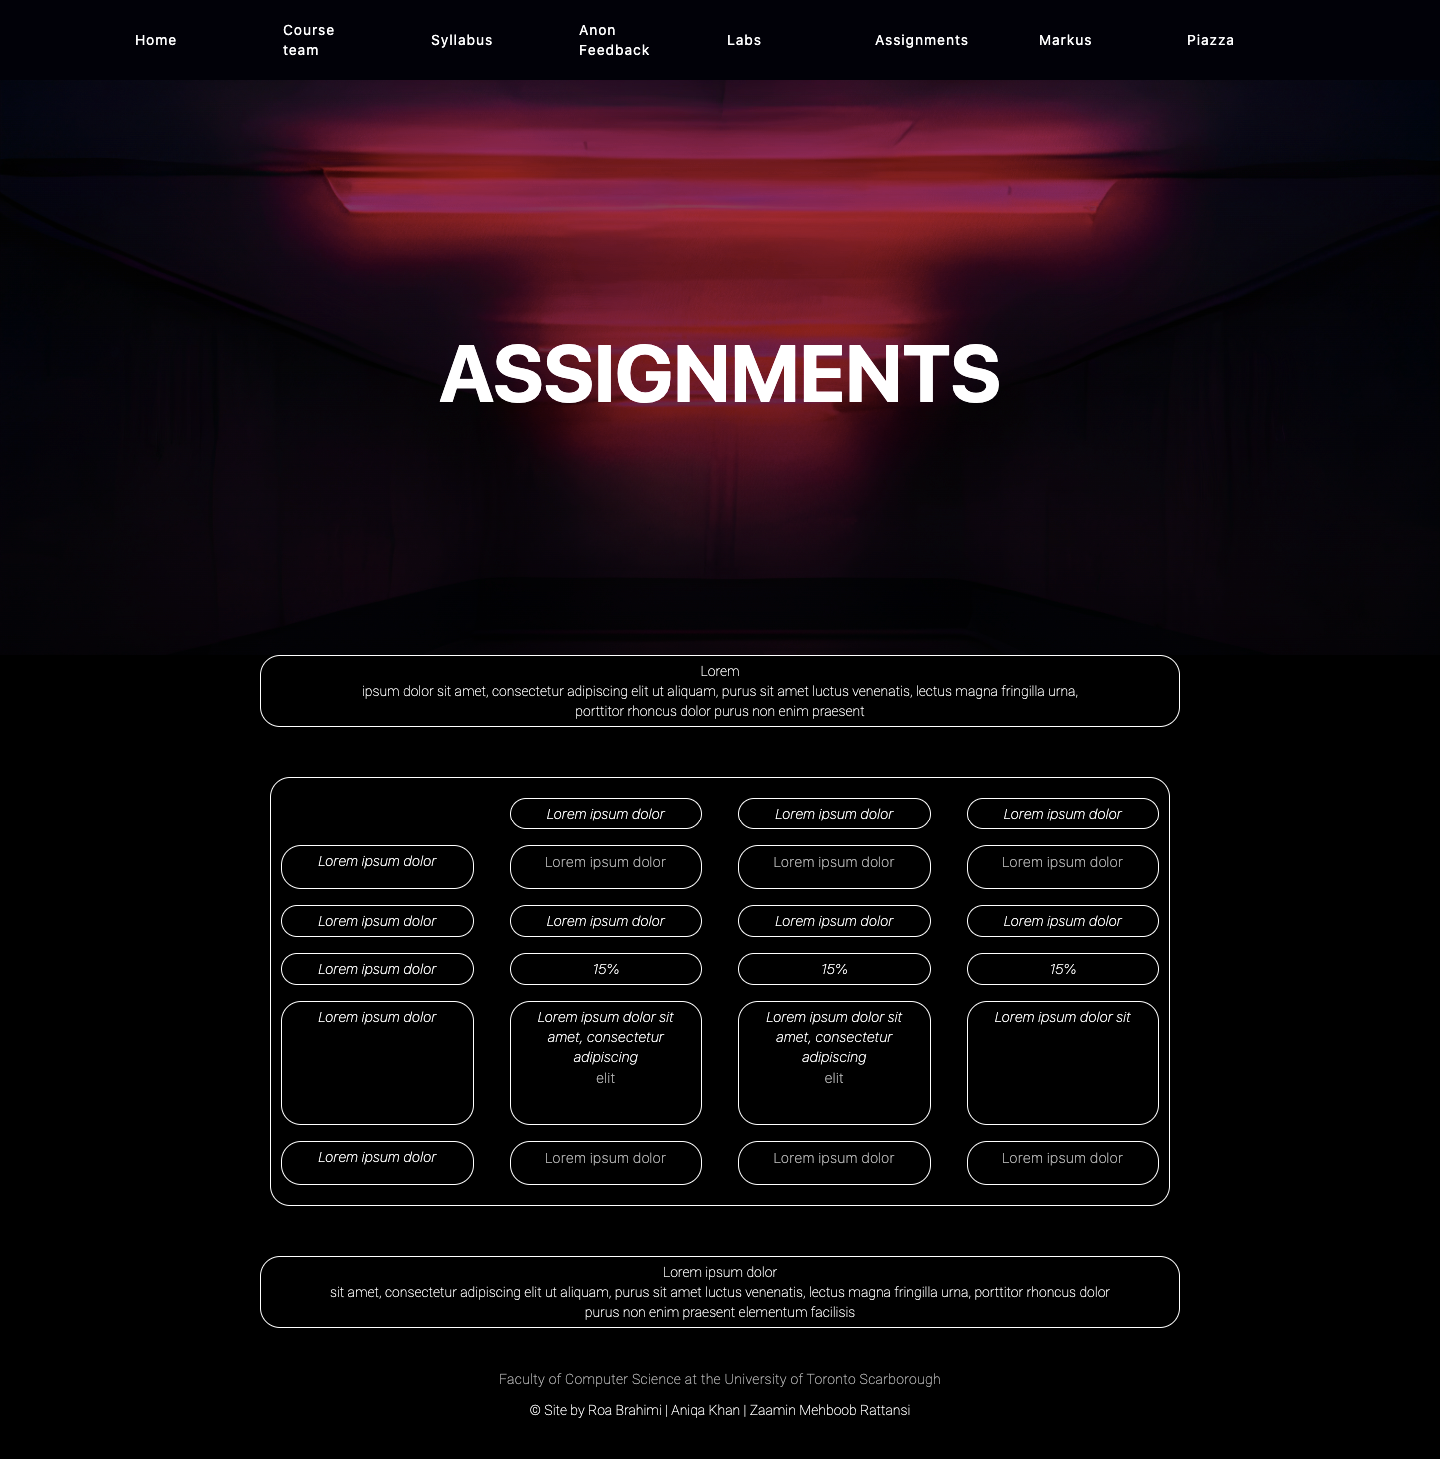 Home
Course
team
Syllabus
Anon
Feedback
Labs
Assignments
Markus
Piazza
ASSIGNMENTS
Lorem
ipsum dolor sit amet, consectetur adipiscing elit ut aliquam, purus sit amet luctus venenatis, lectus magna fringilla urna,
porttitor rhoncus dolor purus non enim praesent
Lorem ipsum dolor
Lorem ipsum dolor
Lorem ipsum dolor
Lorem ipsum dolor
Lorem ipsum dolor
Lorem ipsum dolor
Lorem ipsum dolor
Lorem ipsum dolor
Lorem ipsum dolor
Lorem ipsum dolor
Lorem ipsum dolor
Lorem ipsum dolor
15%
15%
15%
Lorem ipsum dolor
Lorem ipsum dolor sit
amet, consectetur
adipiscing
elit
Lorem ipsum dolor sit
amet, consectetur
adipiscing
elit
Lorem ipsum dolor sit
Lorem ipsum dolor
Lorem ipsum dolor
Lorem ipsum dolor
Lorem ipsum dolor
Lorem ipsum dolor
sit amet, consectetur adipiscing elit ut aliquam, purus sit amet luctus venenatis, lectus magna fringilla urna, porttitor rhoncus dolor
purus non enim praesent elementum facilisis
Faculty of Computer Science at the University of Toronto Scarborough
© Site by Roa Brahimi | Aniqa Khan | Zaamin Mehboob Rattansi